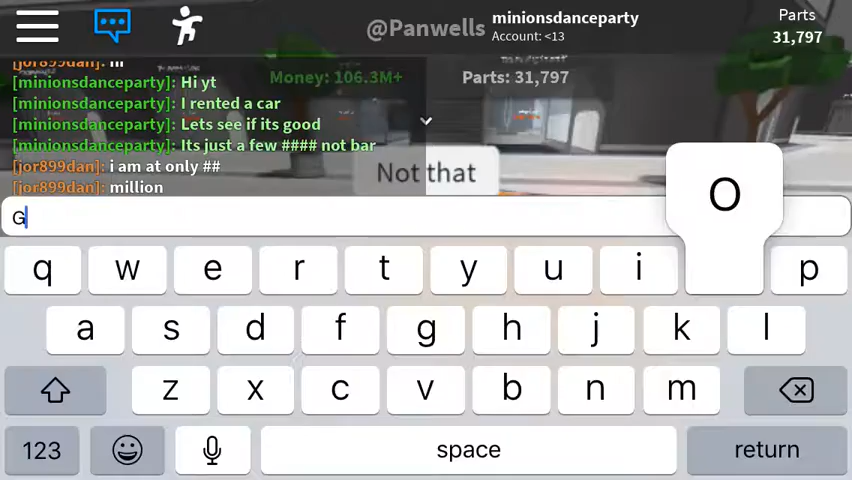 @Panwells
minionsdanceparty
Account: <13
Parts
31,797
[jor899dan]: hi
[minionsdanceparty]: Hi yt
Money: 106.3M+
Parts: 31,797
[minionsdanceparty]: I rented a car
[minionsdanceparty]: Lets see if its good
[minionsdanceparty]: Its just a few #### not bar
[jor899dan]: i am at only ##
[jor899dan]: million
Not that
G
O
q w e r t y u i p
a s d f g h j k l
z x c v b n m
123 space return